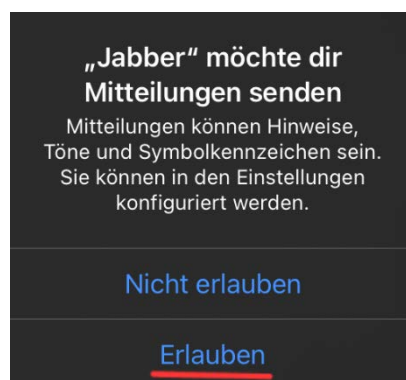 „Jabber“ möchte dir
Mitteilungen senden
Mitteilungen können Hinweise,
Töne und Symbolkennzeichen sein.
Sie können in den Einstellungen
konfiguriert werden.
Nicht erlauben
Erlauben